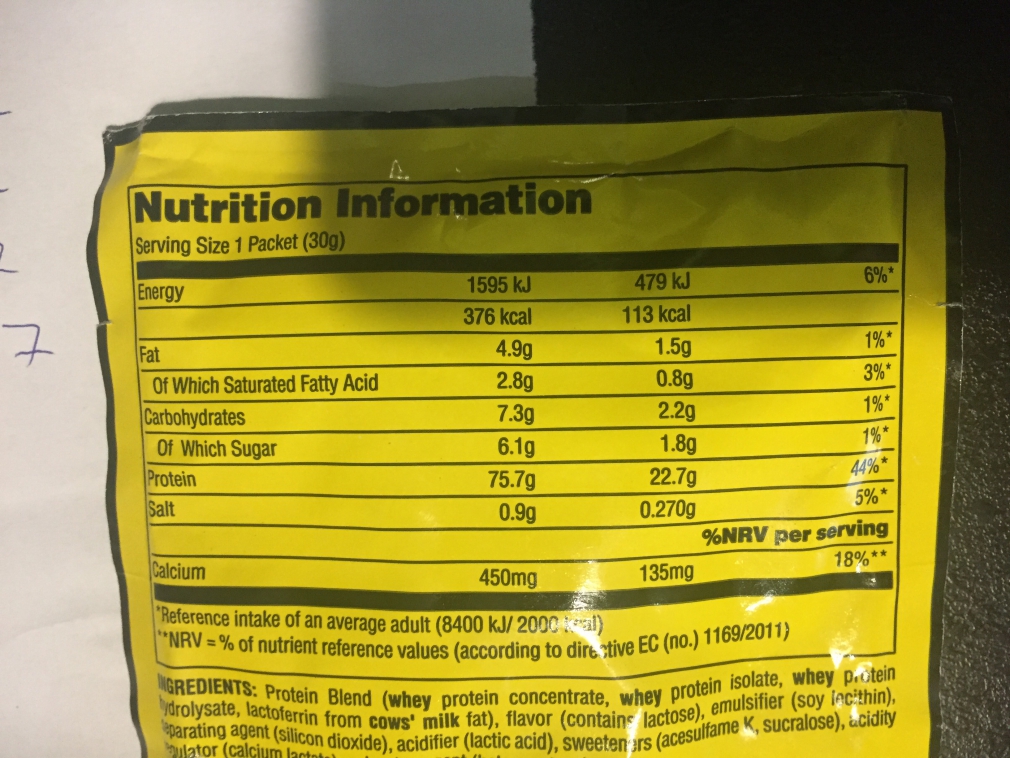 Nutrition Information
Serving Size 1 Packet (30g)
Energy 1595 kJ 479 kJ 6%*
376 kcal 113 kcal
Fat 4.9g 1.5g 1%*
Of Which Saturated Fatty Acid 2.8g 0.8g 3%*
Carbohydrates 7.3g 2.2g 1%*
Of Which Sugar 6.1g 1.8g 1%*
Protein 75.7g 22.7g 44%*
Salt 0.9g 0.270g 5%*
%NRV per serving
Calcium 450mg 135mg 18%**
*Reference intake of an average adult (8400 kJ/ 2000 kcal)
**NRV = % of nutrient reference values (according to directive EC (no.) 1169/2011)
INGREDIENTS: Protein Blend (whey protein concentrate, whey protein isolate, whey protein
hydrolysate, lactoferrin from cows' milk fat), flavor (contains lactose), emulsifier (soy lecithin),
separating agent (silicon dioxide), acidifier (lactic acid), sweeteners (acesulfame K, sucralose), acidity
(calcium
7